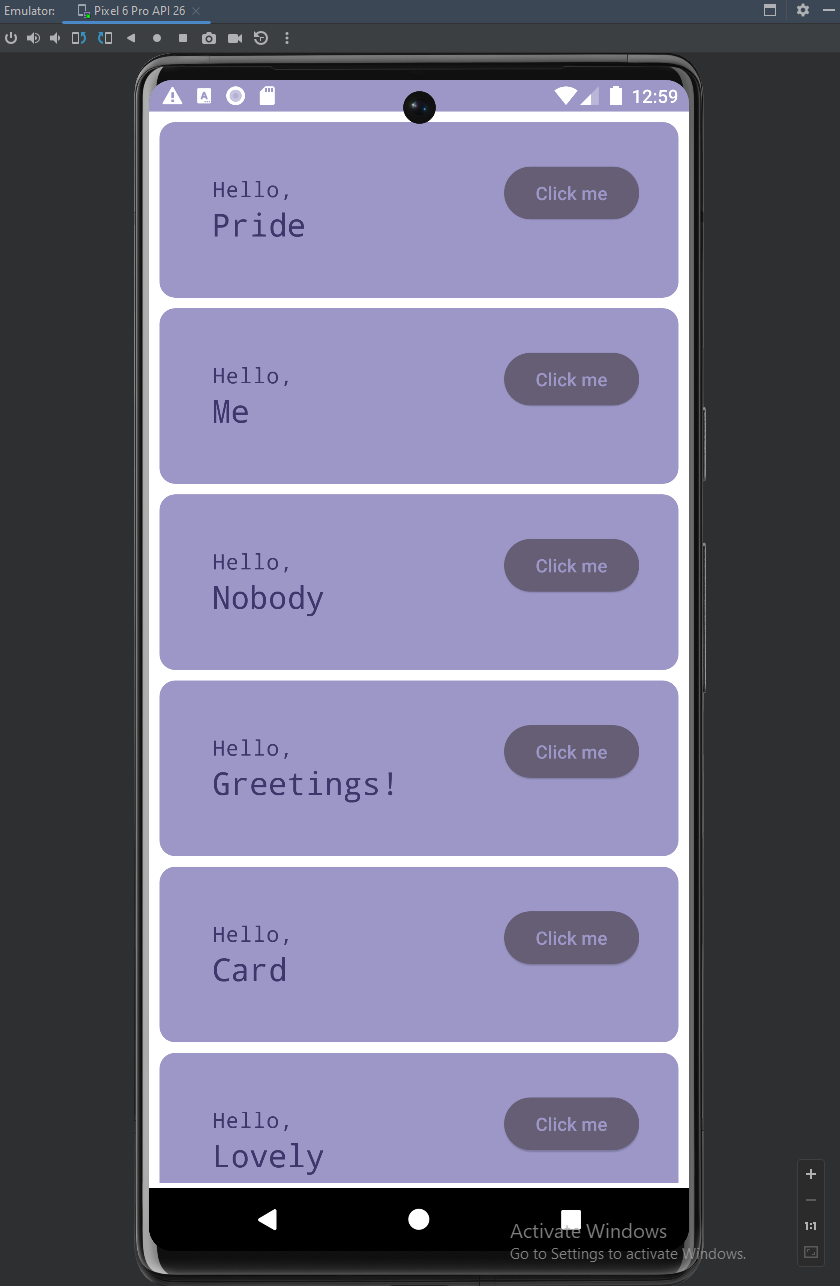 Emulator:
Pixel 6 Pro API 26
12:59
Hello,
Pride
Click me
Hello,
Me
Click me
Hello,
Nobody
Click me
Hello,
Greetings!
Click me
Hello,
Card
Click me
Hello,
Lovely
Click me
1:1
Activate Windows
Go to Settings to activate Windows.